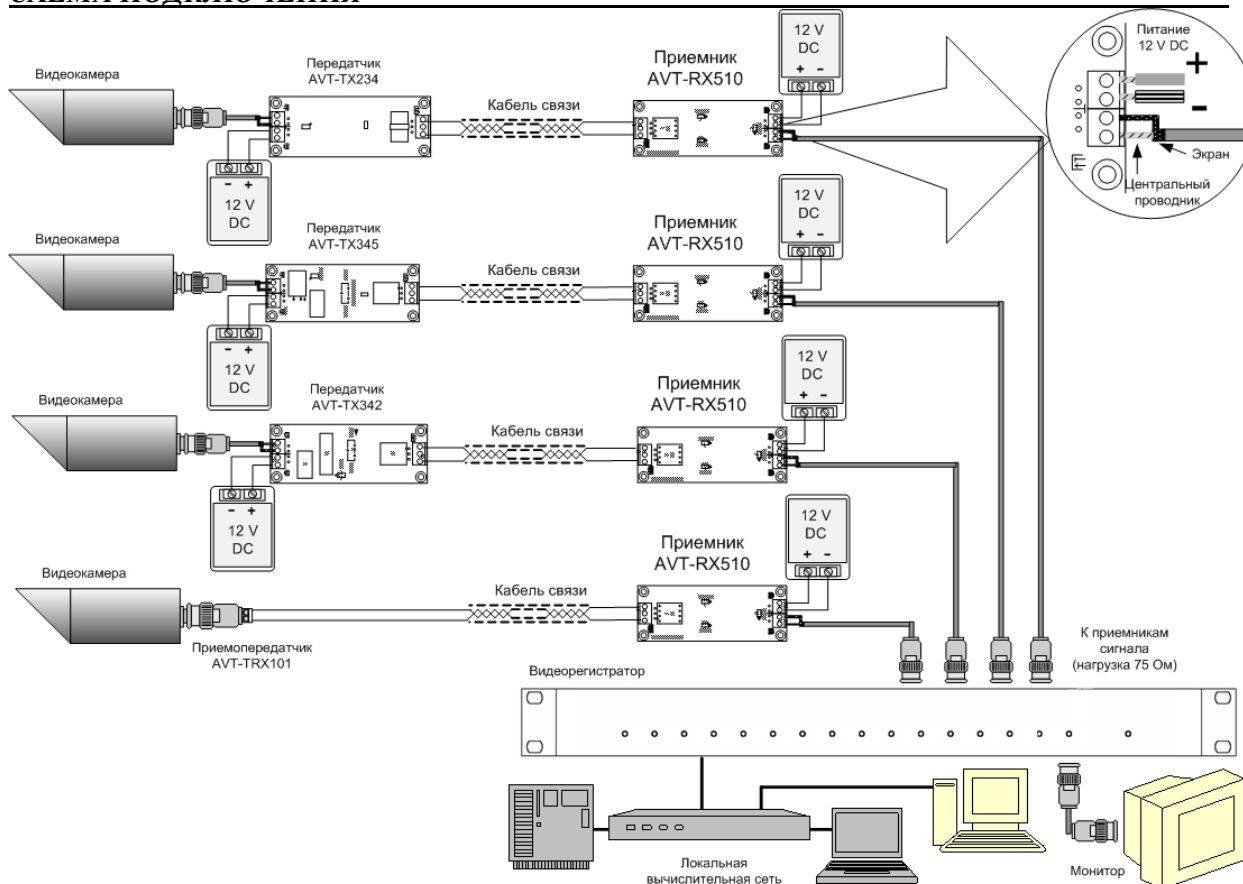 СХЕМА ПОДКЛЮЧЕНИЯ
Видеокамера
Передатчик
AVT-TX234
Кабель связи
Приемник
AVT-RX510
12 V
DC
+ −
Питание
12 V DC
+
-
Экран
Центральный
проводник
- +
12 V
DC
Видеокамера
Передатчик
AVT-TX345
Кабель связи
Приемник
AVT-RX510
12 V
DC
+ −
- +
12 V
DC
Видеокамера
Передатчик
AVT-TX342
Кабель связи
Приемник
AVT-RX510
12 V
DC
+ −
- +
12 V
DC
Видеокамера
Приемопередатчик
AVT-TRX101
Кабель связи
Приемник
AVT-RX510
12 V
DC
+ −
К приемникам
сигнала
(нагрузка 75 Ом)
Видеорегистратор
Локальная
вычислительная сеть
Монитор